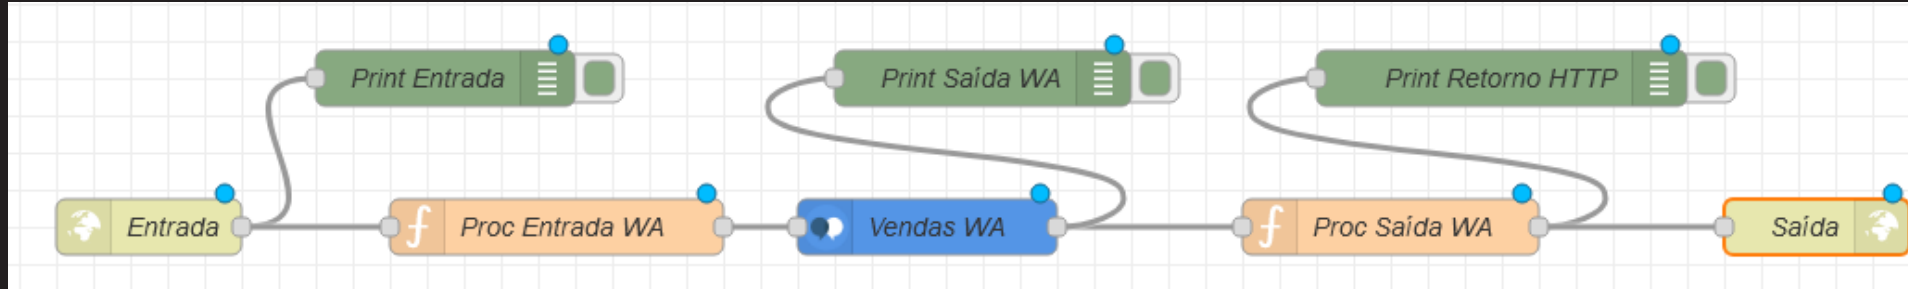 Print Entrada
Print Saída WA
Print Retorno HTTP
Entrada
Proc Entrada WA
Vendas WA
Proc Saída WA
Saída